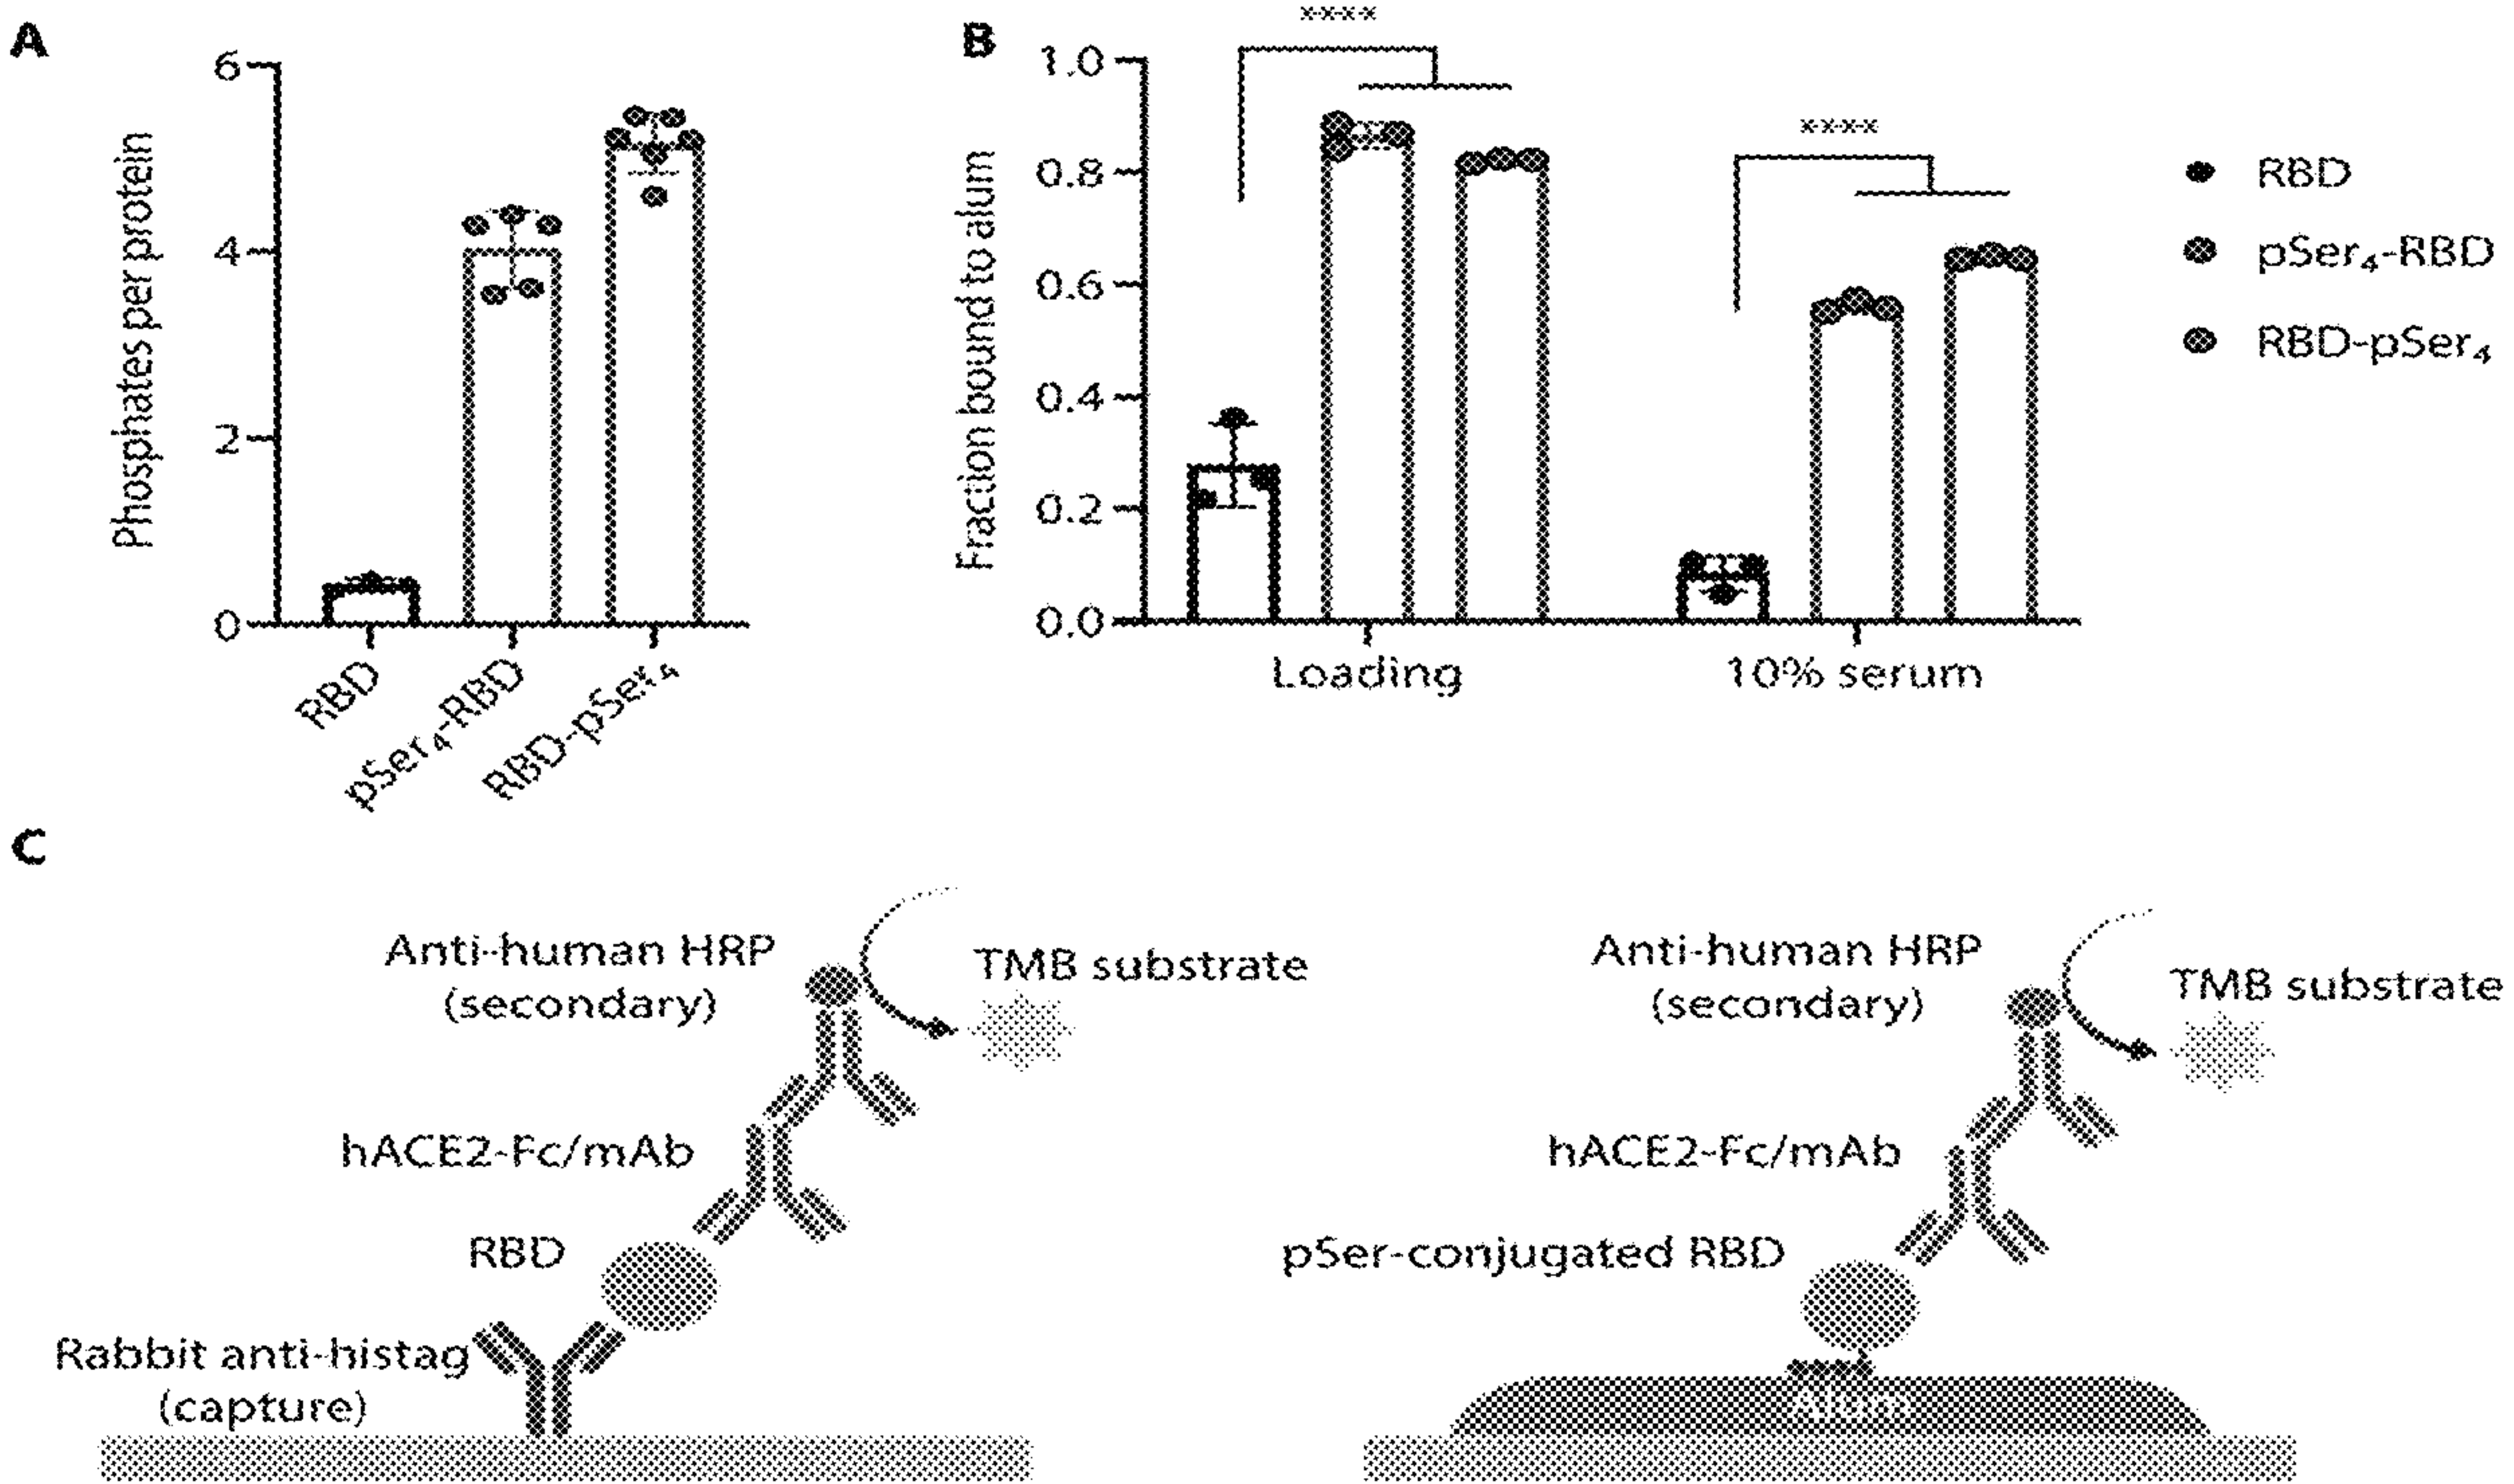 A
Phosphates per protein
6
4
2
0
RBD
pSer₄-RBD
RBD-pSer₄
B
Fraction bound to alum
1.0
0.8
0.6
0.4
0.2
0.0
****
****
Loading
10% serum
RBD
pSer₄-RBD
RBD-pSer₄
C
Anti-human HRP
(secondary)
TMB substrate
hACE2-Fc/mAb
RBD
Rabbit anti-histag
(capture)
Anti-human HRP
(secondary)
TMB substrate
hACE2-Fc/mAb
pSer-conjugated RBD
Alum